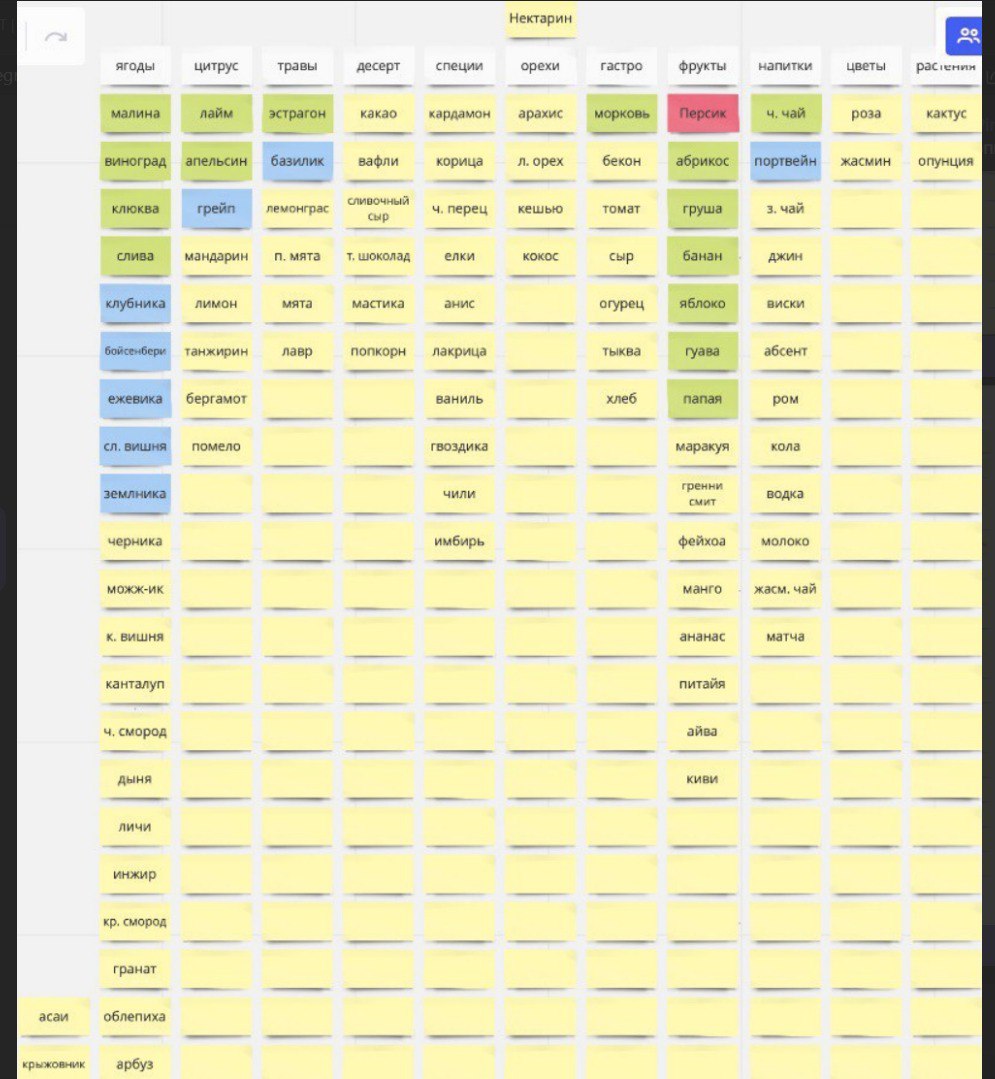 Нектарин
ягоды цитрус травы десерт специи орехи гастро фрукты напитки цветы растения
малина лайм эстрагон какао кардамон арахис морковь Персик ч. чай роза кактус
виноград апельсин базилик вафли корица л. орех бекон абрикос портвейн жасмин опунция
клюква грейп лемонграс сливочный сыр ч. перец кешью томат груша з. чай
слива мандарин п. мята т. шоколад елки кокос сыр банан джин
клубника лимон мята мастика анис огурец яблоко виски
бойсенбери танжирин лавр попкорн лакрица тыква гуава абсент
ежевика бергамот ваниль хлеб папая ром
сл. вишня помело гвоздика маракуя кола
землника чили гренни смит водка
черника имбирь фейхоа молоко
можж-ик манго жасм. чай
к. вишня ананас матча
канталуп питайя
ч. смород айва
дыня киви
личи
инжир
кр. смород
гранат
асаи облепиха
крыжовник арбуз